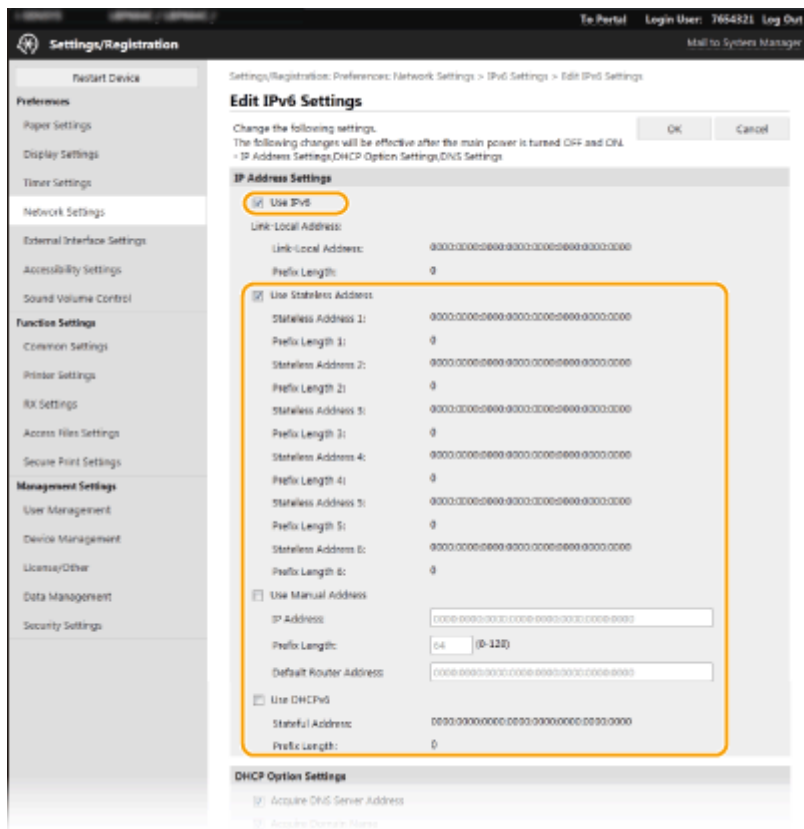 To Portal Login User: 7654321 Log Out
Settings/Registration
Mail to System Manager
Restart Device
Preferences
Paper Settings
Display Settings
Timer Settings
Network Settings
External Interface Settings
Accessibility Settings
Sound Volume Control
Function Settings
Common Settings
Printer Settings
RX Settings
Access Files Settings
Secure Print Settings
Management Settings
User Management
Device Management
License/Other
Data Management
Security Settings
Settings/Registration: Preferences: Network Settings > IPv6 Settings > Edit IPv6 Settings
Edit IPv6 Settings
Change the following settings.
The following changes will be effective after the main power is turned OFF and ON.
- IP Address Settings,DHCP Option Settings,DNS Settings
OK Cancel
IP Address Settings
Use IPv6
Link-Local Address:
Link-Local Address: 0000:0000:0000:0000:0000:0000:0000:0000
Prefix Length: 0
Use Stateless Address
Stateless Address 1: 0000:0000:0000:0000:0000:0000:0000:0000
Prefix Length 1: 0
Stateless Address 2: 0000:0000:0000:0000:0000:0000:0000:0000
Prefix Length 2: 0
Stateless Address 3: 0000:0000:0000:0000:0000:0000:0000:0000
Prefix Length 3: 0
Stateless Address 4: 0000:0000:0000:0000:0000:0000:0000:0000
Prefix Length 4: 0
Stateless Address 5: 0000:0000:0000:0000:0000:0000:0000:0000
Prefix Length 5: 0
Stateless Address 6: 0000:0000:0000:0000:0000:0000:0000:0000
Prefix Length 6: 0
Use Manual Address
IP Address: 0000:0000:0000:0000:0000:0000:0000:0000
Prefix Length: 64 (0-128)
Default Router Address: 0000:0000:0000:0000:0000:0000:0000:0000
Use DHCPv6
Stateful Address: 0000:0000:0000:0000:0000:0000:0000:0000
Prefix Length: 0
DHCP Option Settings
Acquire DNS Server Address
Acquire Domain Name